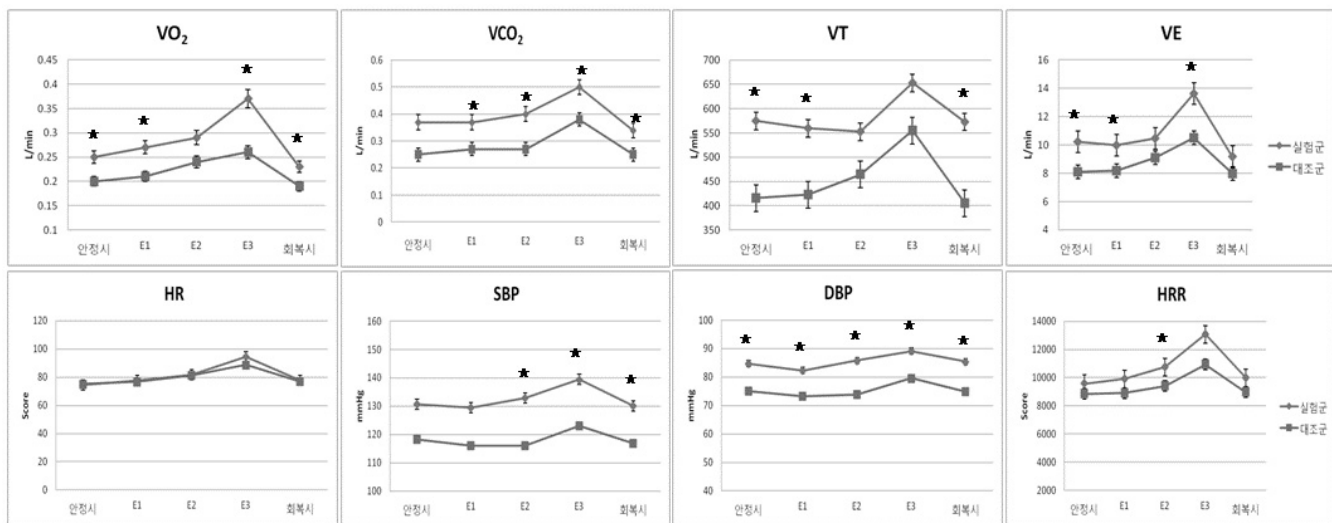 VO₂
0.45
0.4
0.35
0.3
0.25
0.2
0.15
0.1
L/min
안정시 E1 E2 E3 회복시
VCO₂
0.6
0.5
0.4
0.3
0.2
0.1
0
L/min
안정시 E1 E2 E3 회복시
VT
700
650
600
550
500
450
400
350
L/min
안정시 E1 E2 E3 회복시
VE
16
14
12
10
8
6
4
L/min
안정시 E1 E2 E3 회복시
실험군
대조군
HR
120
100
80
60
40
20
0
Score
안정시 E1 E2 E3 회복시
SBP
160
150
140
130
120
110
100
mmHg
안정시 E1 E2 E3 회복시
DBP
100
90
80
70
60
50
40
mmHg
안정시 E1 E2 E3 회복시
HRR
14000
12000
10000
8000
6000
4000
2000
Score
안정시 E1 E2 E3 회복시
실험군
대조군